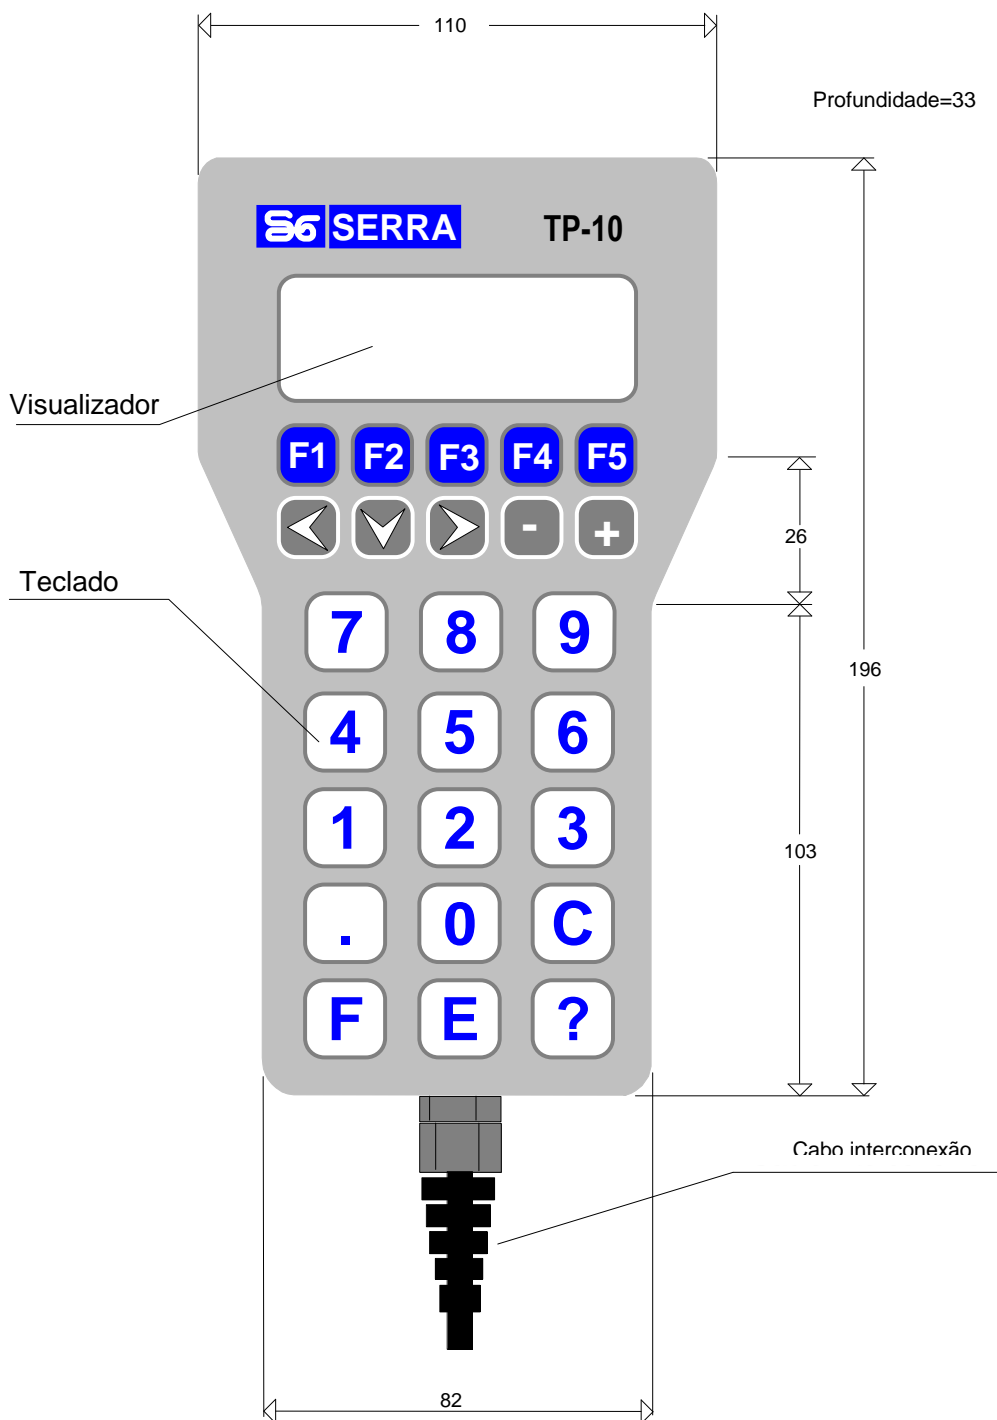 110
Profundidade=33
S6 SERRA TP-10
Visualizador
F1 F2 F3 F4 F5
- +
26
Teclado
7 8 9
196
4 5 6
1 2 3
103
. 0 C
F E ?
Cabo interconexão
82